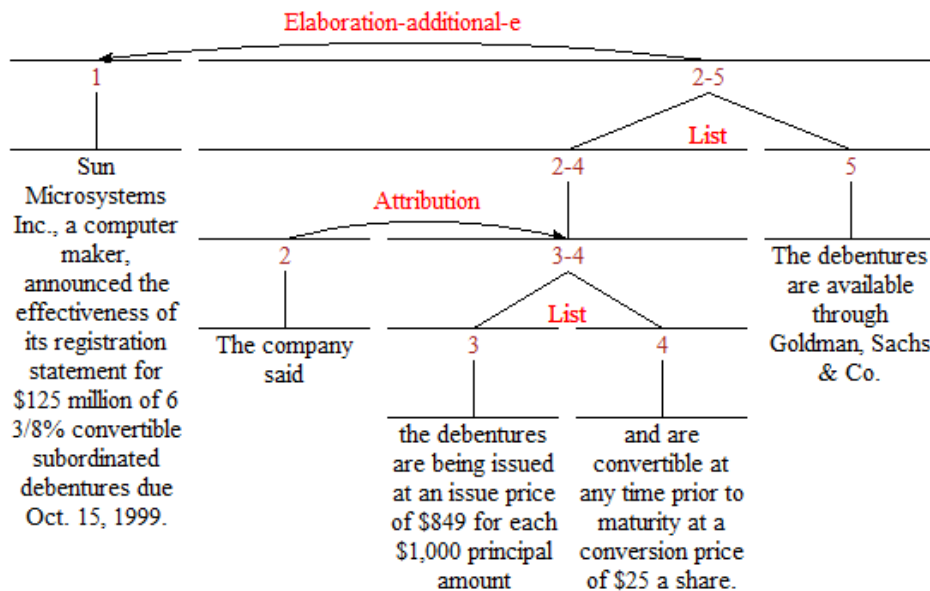 Elaboration-additional-e
1
2-5
List
Sun
Microsystems
Inc., a computer
maker,
announced the
effectiveness of
its registration
statement for
$125 million of 6
3/8% convertible
subordinated
debentures due
Oct. 15, 1999.
2-4
5
Attribution
2
3-4
The debentures
are available
through
Goldman, Sachs
& Co.
List
The company
said
3
4
the debentures
are being issued
at an issue price
of $849 for each
$1,000 principal
amount
and are
convertible at
any time prior to
maturity at a
conversion price
of $25 a share.